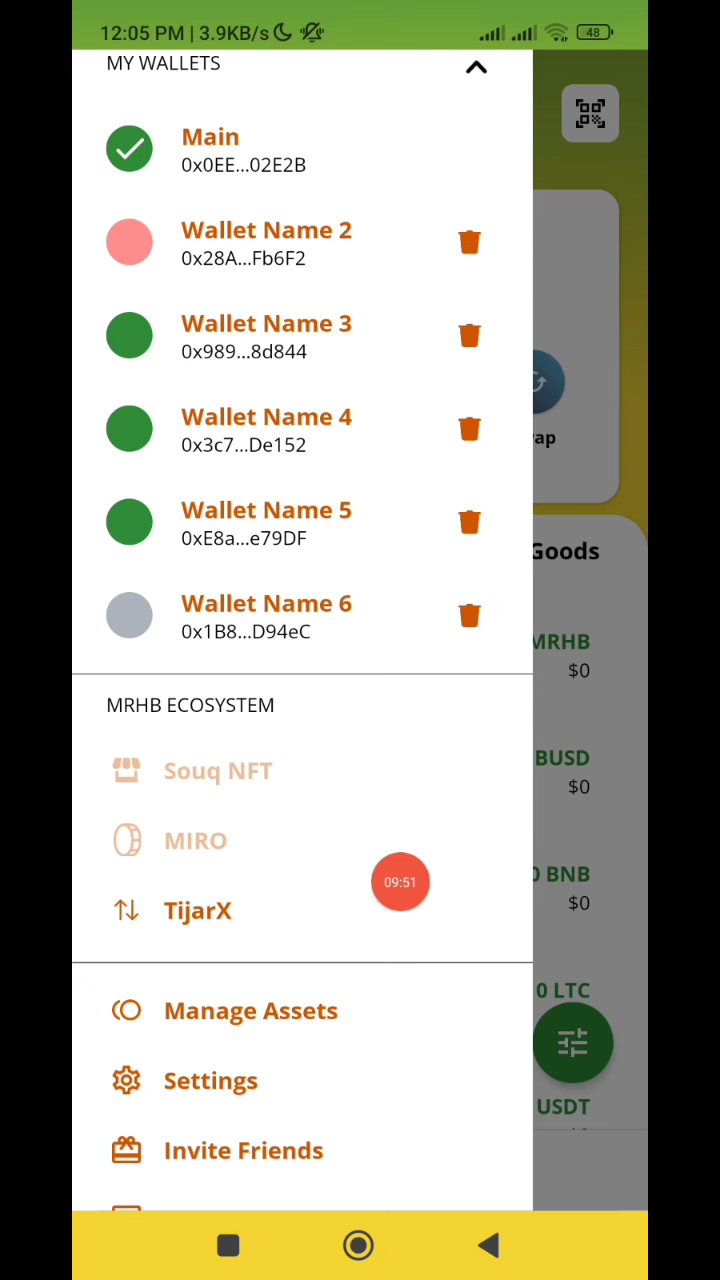 12:05 PM | 3.9KB/s
48
MY WALLETS
Main
0x0EE...02E2B
Wallet Name 2
0x28A...Fb6F2
Wallet Name 3
0x989...8d844
Wallet Name 4
0x3c7...De152
Wallet Name 5
0xE8a...e79DF
Wallet Name 6
0x1B8...D94eC
MRHB ECOSYSTEM
Souq NFT
MIRO
09:51
TijarX
Manage Assets
Settings
Invite Friends
ap
Goods
MRHB
$0
BUSD
$0
0 BNB
$0
0 LTC
USDT